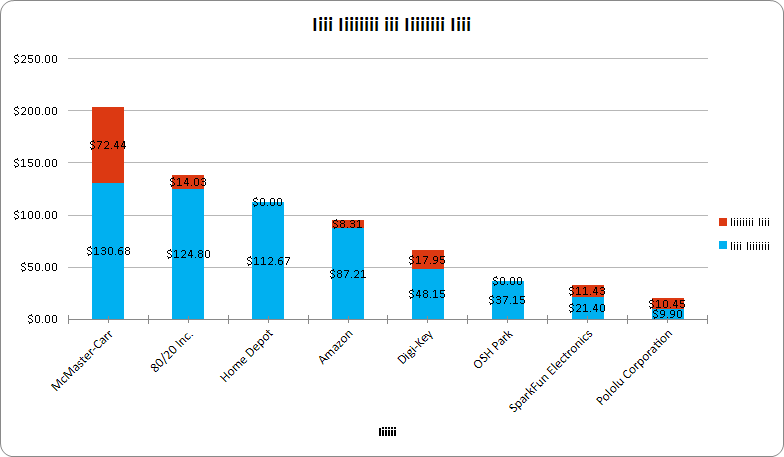 $250.00
$200.00
$150.00
$100.00
$50.00
$0.00
$72.44
$130.68
$14.03
$124.80
$0.00
$112.67
$8.31
$87.21
$17.95
$48.15
$0.00
$37.15
$11.43
$21.40
$10.45
$9.90
McMaster-Carr
80/20 Inc.
Home Depot
Amazon
Digi-Key
OSH Park
SparkFun Electronics
Pololu Corporation